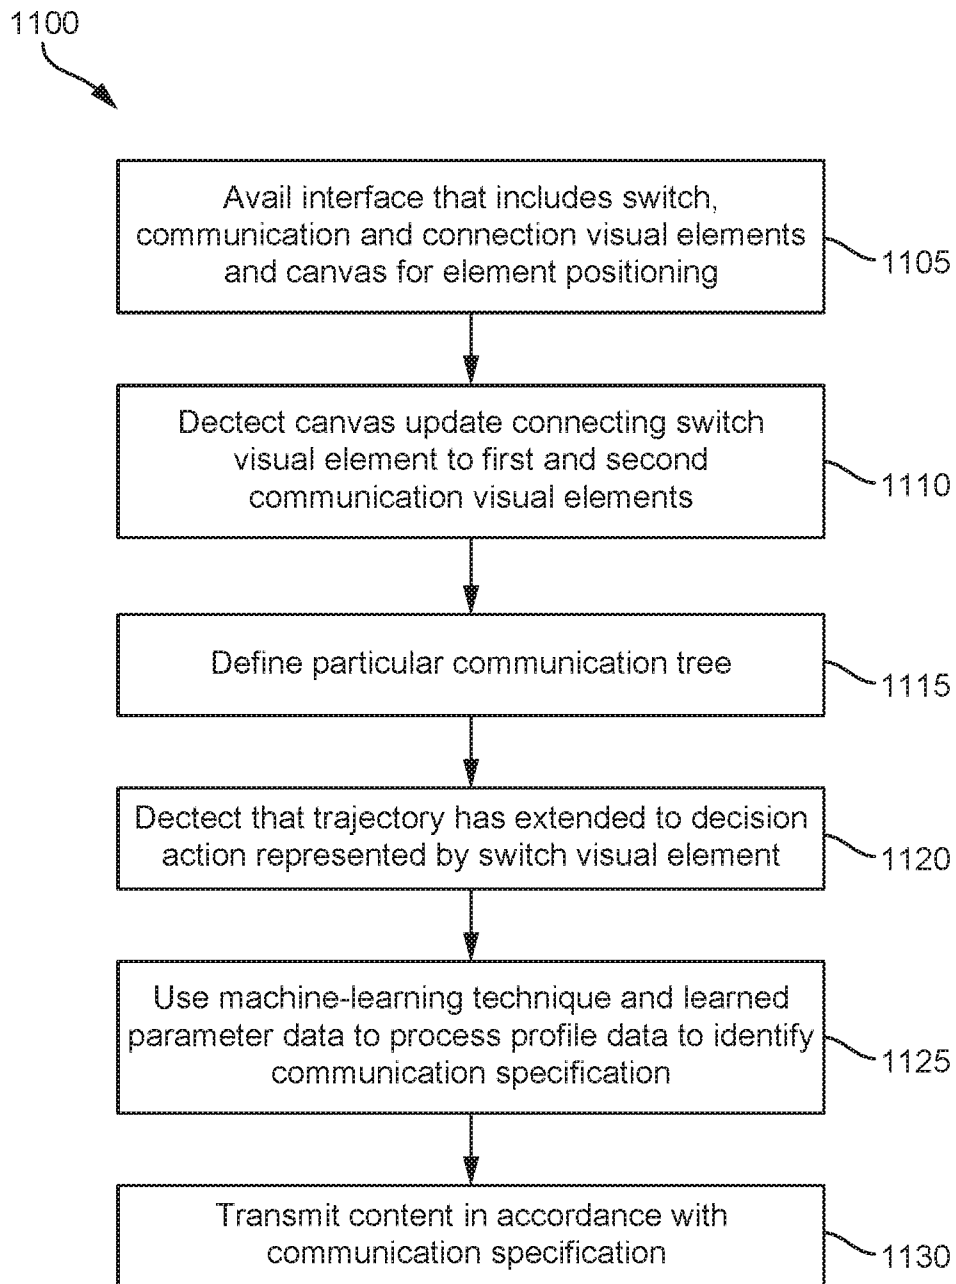 1100
Avail interface that includes switch,
communication and connection visual elements
and canvas for element positioning
1105
Dectect canvas update connecting switch
visual element to first and second
communication visual elements
1110
Define particular communication tree
1115
Dectect that trajectory has extended to decision
action represented by switch visual element
1120
Use machine-learning technique and learned
parameter data to process profile data to identify
communication specification
1125
Transmit content in accordance with
communication specification
1130